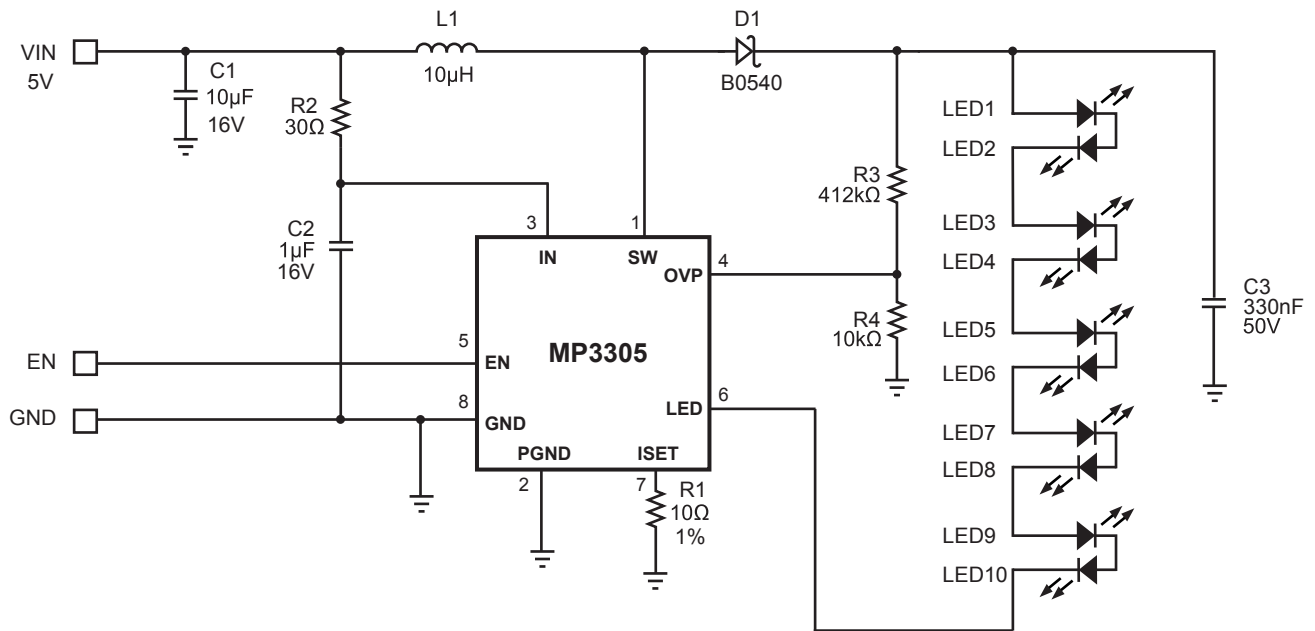 L1
D1
VIN
5V
C1
10µF
16V
10µH
B0540
R2
30Ω
LED1
LED2
R3
412kΩ
C2
1µF
16V
3
1
IN
SW
OVP
4
LED3
LED4
C3
330nF
50V
R4
10kΩ
LED5
LED6
MP3305
EN
5
EN
GND
8
GND
LED
6
LED7
LED8
PGND
ISET
2
7
R1
10Ω
1%
LED9
LED10